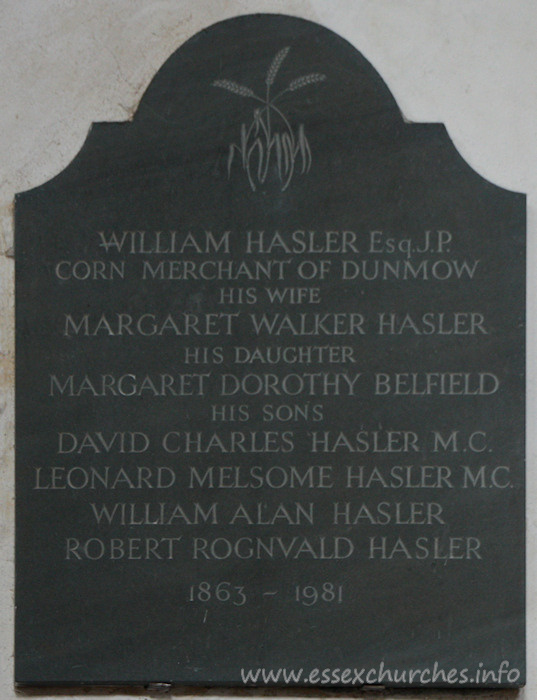 WILLIAM HASLER Esq. J.P.
CORN MERCHANT OF DUNMOW
HIS WIFE
MARGARET WALKER HASLER
HIS DAUGHTER
MARGARET DOROTHY BELFIELD
HIS SONS
DAVID CHARLES HASLER M.C.
LEONARD MELSOME HASLER M.C.
WILLIAM ALAN HASLER
ROBERT ROGNVALD HASLER
1863 - 1981
www.essexchurches.info